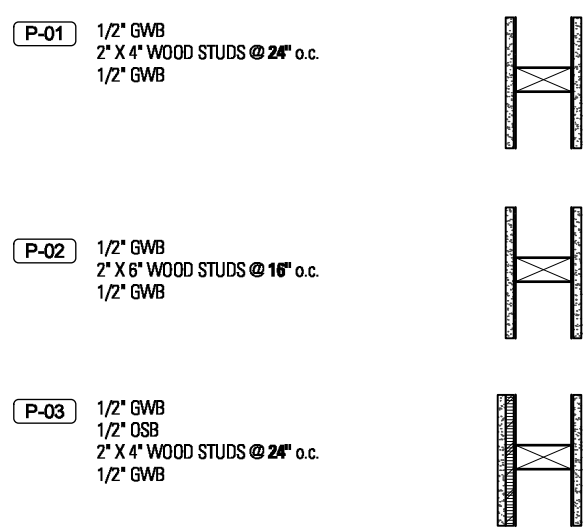 P-01
1/2" GWB
2" X 4" WOOD STUDS @ 24" o.c.
1/2" GWB
P-02
1/2" GWB
2" X 6" WOOD STUDS @ 16" o.c.
1/2" GWB
P-03
1/2" GWB
1/2" OSB
2" X 4" WOOD STUDS @ 24" o.c.
1/2" GWB